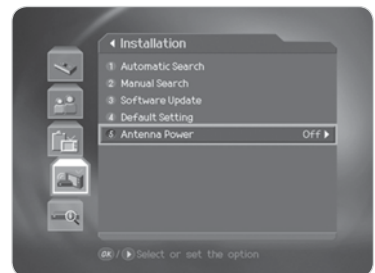 Installation
1 Automatic Search
2 Manual Search
3 Software Update
4 Default Setting
5 Antenna Power Off
OK / Select or set the option